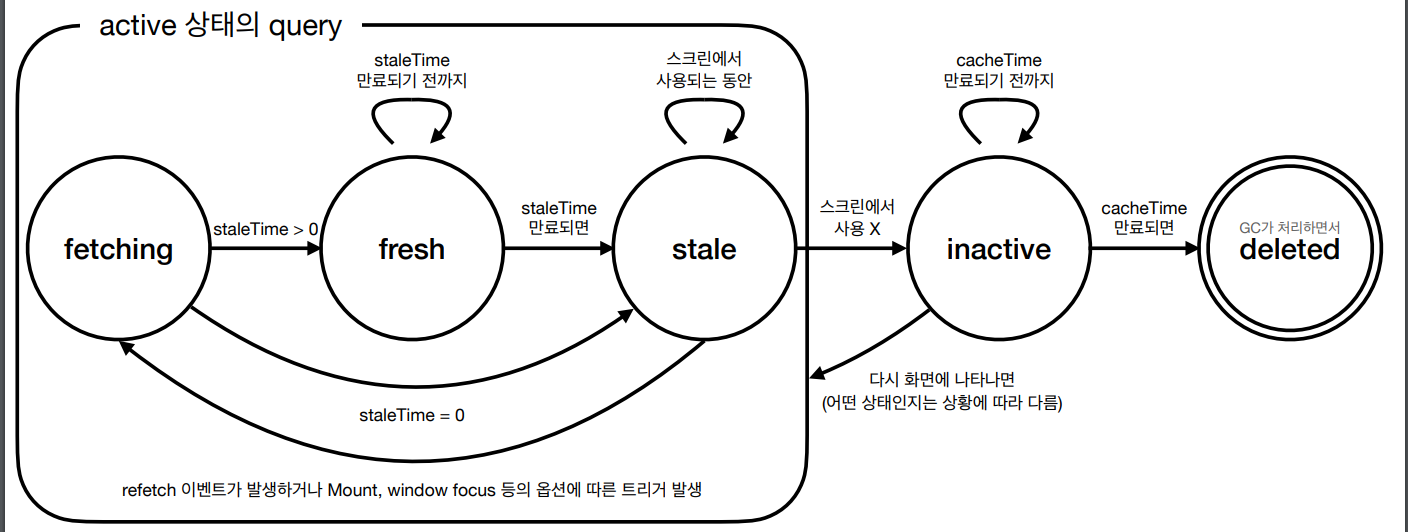 active 상태의 query
staleTime
만료되기 전까지
스크린에서
사용되는 동안
cacheTime
만료되기 전까지
fetching
staleTime > 0
fresh
staleTime
만료되면
stale
스크린에서
사용 X
inactive
cacheTime
만료되면
GC가 처리하면서
deleted
다시 화면에 나타나면
(어떤 상태인지는 상황에 따라 다름)
staleTime = 0
refetch 이벤트가 발생하거나 Mount, window focus 등의 옵션에 따른 트리거 발생